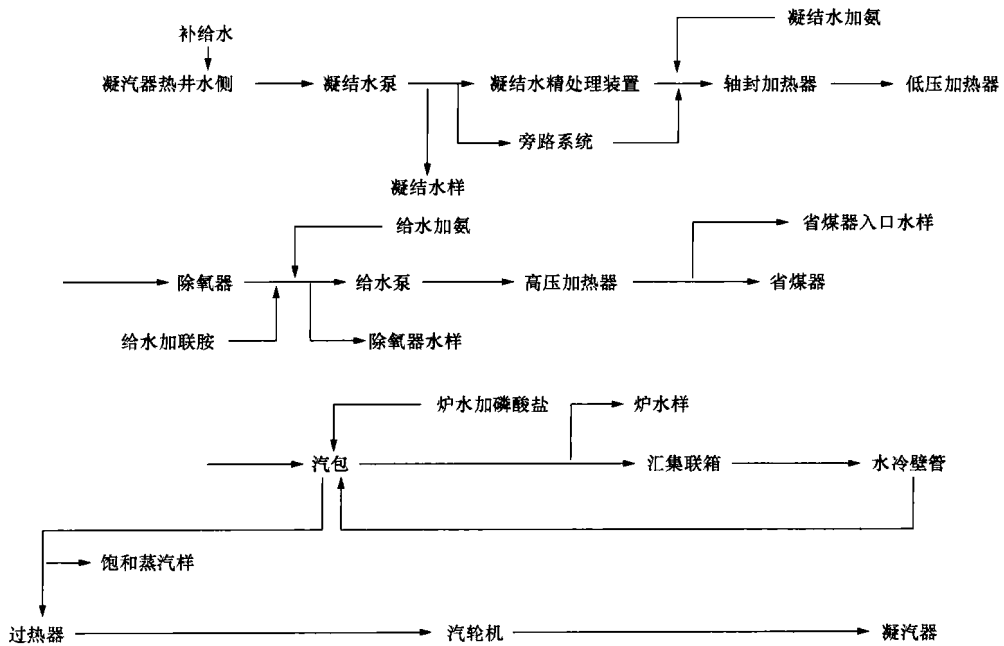 补给水
凝结水加氨
凝汽器热井水侧 凝结水泵 凝结水精处理装置 轴封加热器 低压加热器
旁路系统
凝结水样
给水加氨 省煤器入口水样
除氧器 给水泵 高压加热器 省煤器
给水加联胺 除氧器水样
炉水加磷酸盐 炉水样
汽包 汇集联箱 水冷壁管
饱和蒸汽样
过热器 汽轮机 凝汽器